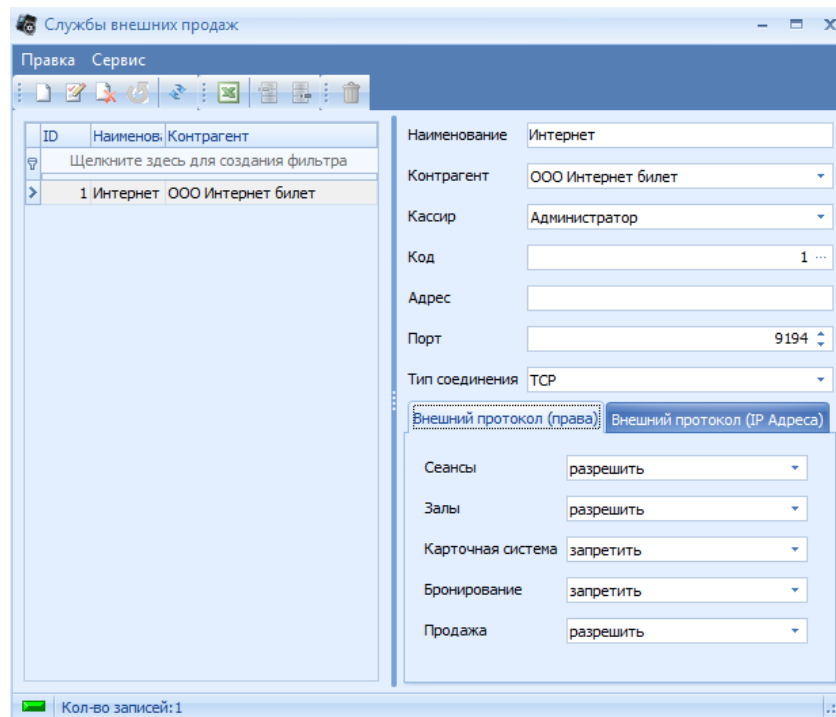 Службы внешних продаж
Правка Сервис
ID Наименов. Контрагент
Щелкните здесь для создания фильтра
1 Интернет ООО Интернет билет
Наименование Интернет
Контрагент ООО Интернет билет
Кассир Администратор
Код 1 ...
Адрес
Порт 9194
Тип соединения TCP
Внешний протокол (права) Внешний протокол (IP Адреса)
Сеансы разрешить
Залы разрешить
Карточная система запретить
Бронирование запретить
Продажа разрешить
Кол-во записей:1